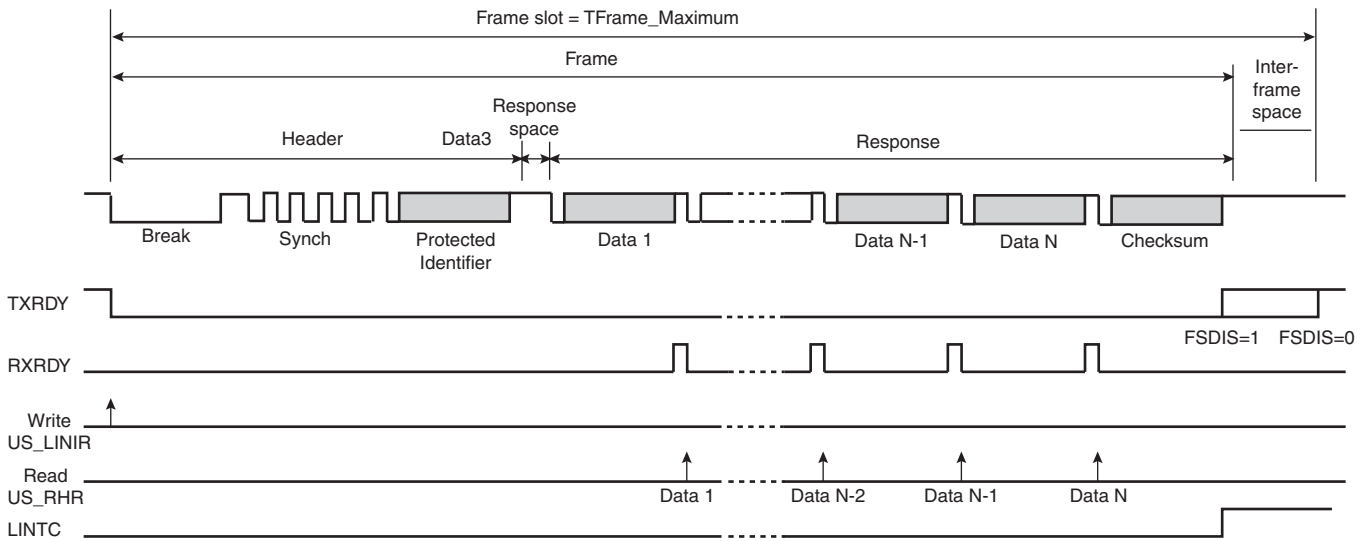 Frame slot = TFrame_Maximum
Frame
Inter-
frame
space
Response
space
Header
Data3
Response
Break
Synch
Protected
Identifier
Data 1
Data N-1
Data N
Checksum
TXRDY
FSDIS=1
FSDIS=0
RXRDY
Write
US_LINIR
Read
US_RHR
Data 1
Data N-2
Data N-1
Data N
LINTC